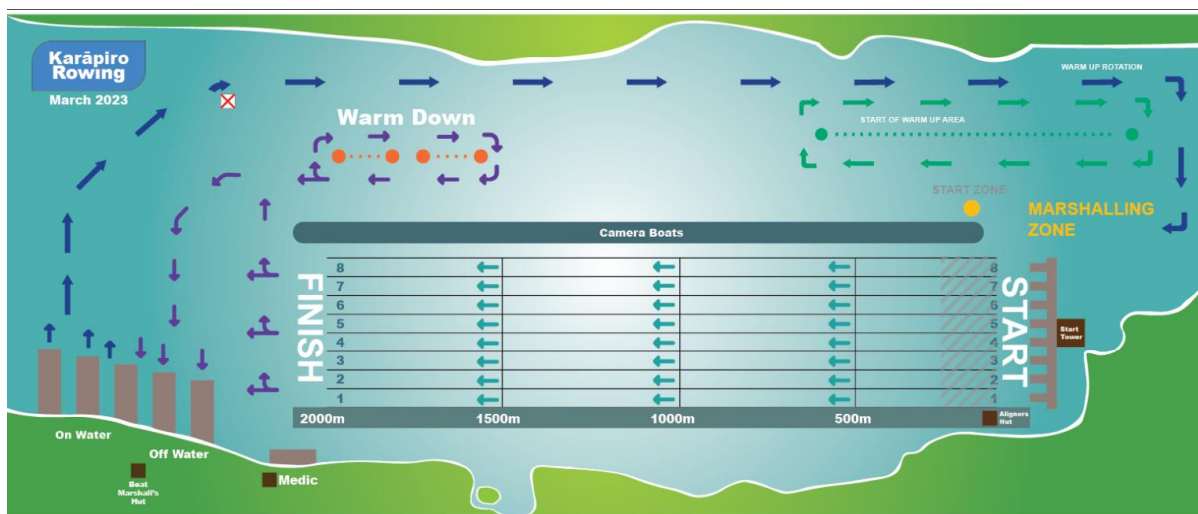 Karāpiro
Rowing
March 2023
WARM UP ROTATION
Warm Down
START OF WARM UP AREA
START ZONE
MARSHALLING
ZONE
Camera Boats
FINISH
8
7
6
5
4
3
2
1
8
7
6
5
4
3
2
1
START
Start
Tower
2000m
1500m
1000m
500m
Aligners
Hut
On Water
Off Water
Boat
Marshall's
Hut
Medic